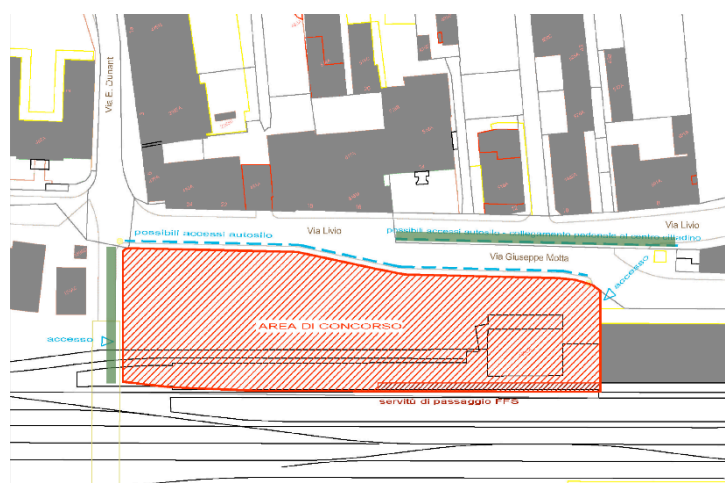 Via E. Dunant
Via Livio
possibili accessi autosilo
possibili accessi autosilo - collegamento pedonale al centro cittadino
Via Livio
Via Giuseppe Motta
accesso
AREA DI CONCORSO
accesso
servitù di passaggio FFS